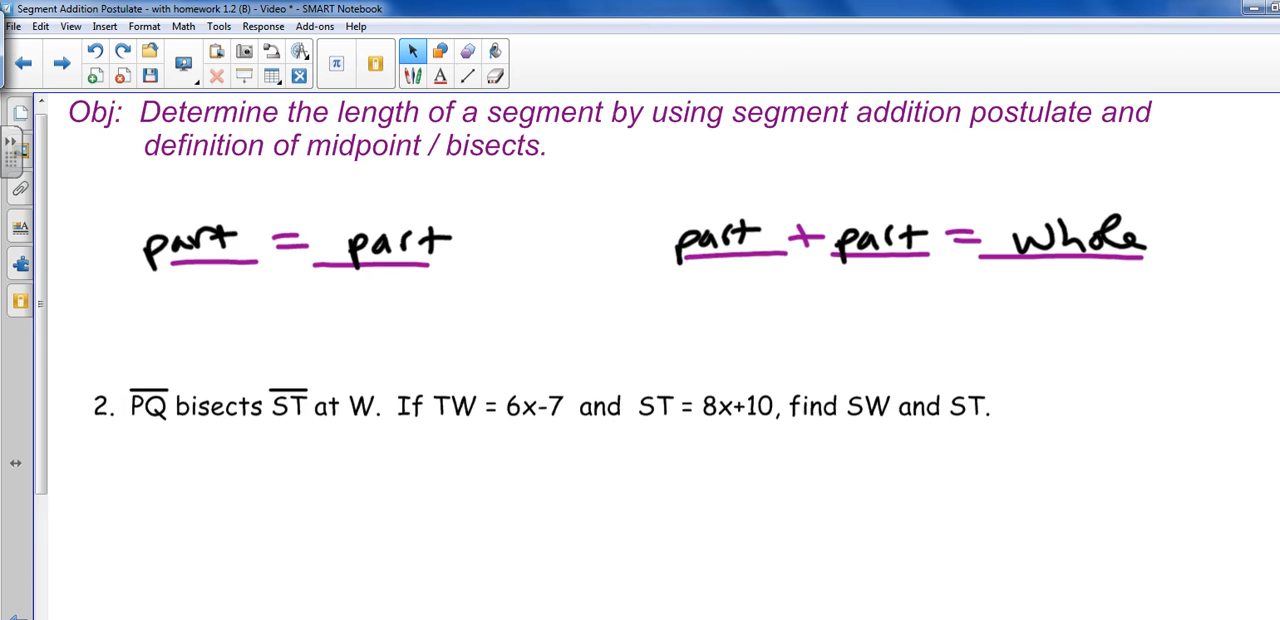 Segment Addition Postulate - with homework 1.2 (B) - Video * - SMART Notebook
File Edit View Insert Format Math Tools Response Add-ons Help
Obj: Determine the length of a segment by using segment addition postulate and
definition of midpoint / bisects.
part = part
part + part = whole
2. P̅Q̅ bisects S̅T̅ at W. If TW = 6x-7 and ST = 8x+10, find SW and ST.